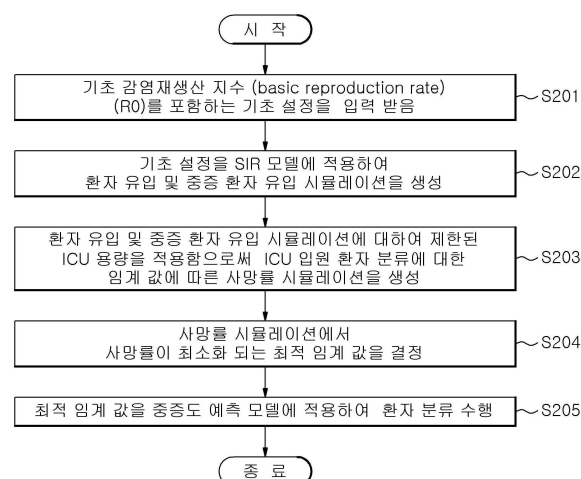 시 작
기초 감염재생산 지수 (basic reproduction rate)
(R0)를 포함하는 기초 설정을 입력 받음
S201
기초 설정을 SIR 모델에 적용하여
환자 유입 및 중증 환자 유입 시뮬레이션을 생성
S202
환자 유입 및 중증 환자 유입 시뮬레이션에 대하여 제한된
ICU 용량을 적용함으로써 ICU 입원 환자 분류에 대한
임계 값에 따른 사망률 시뮬레이션을 생성
S203
사망률 시뮬레이션에서
사망률이 최소화 되는 최적 임계 값을 결정
S204
최적 임계 값을 중증도 예측 모델에 적용하여 환자 분류 수행
S205
종 료